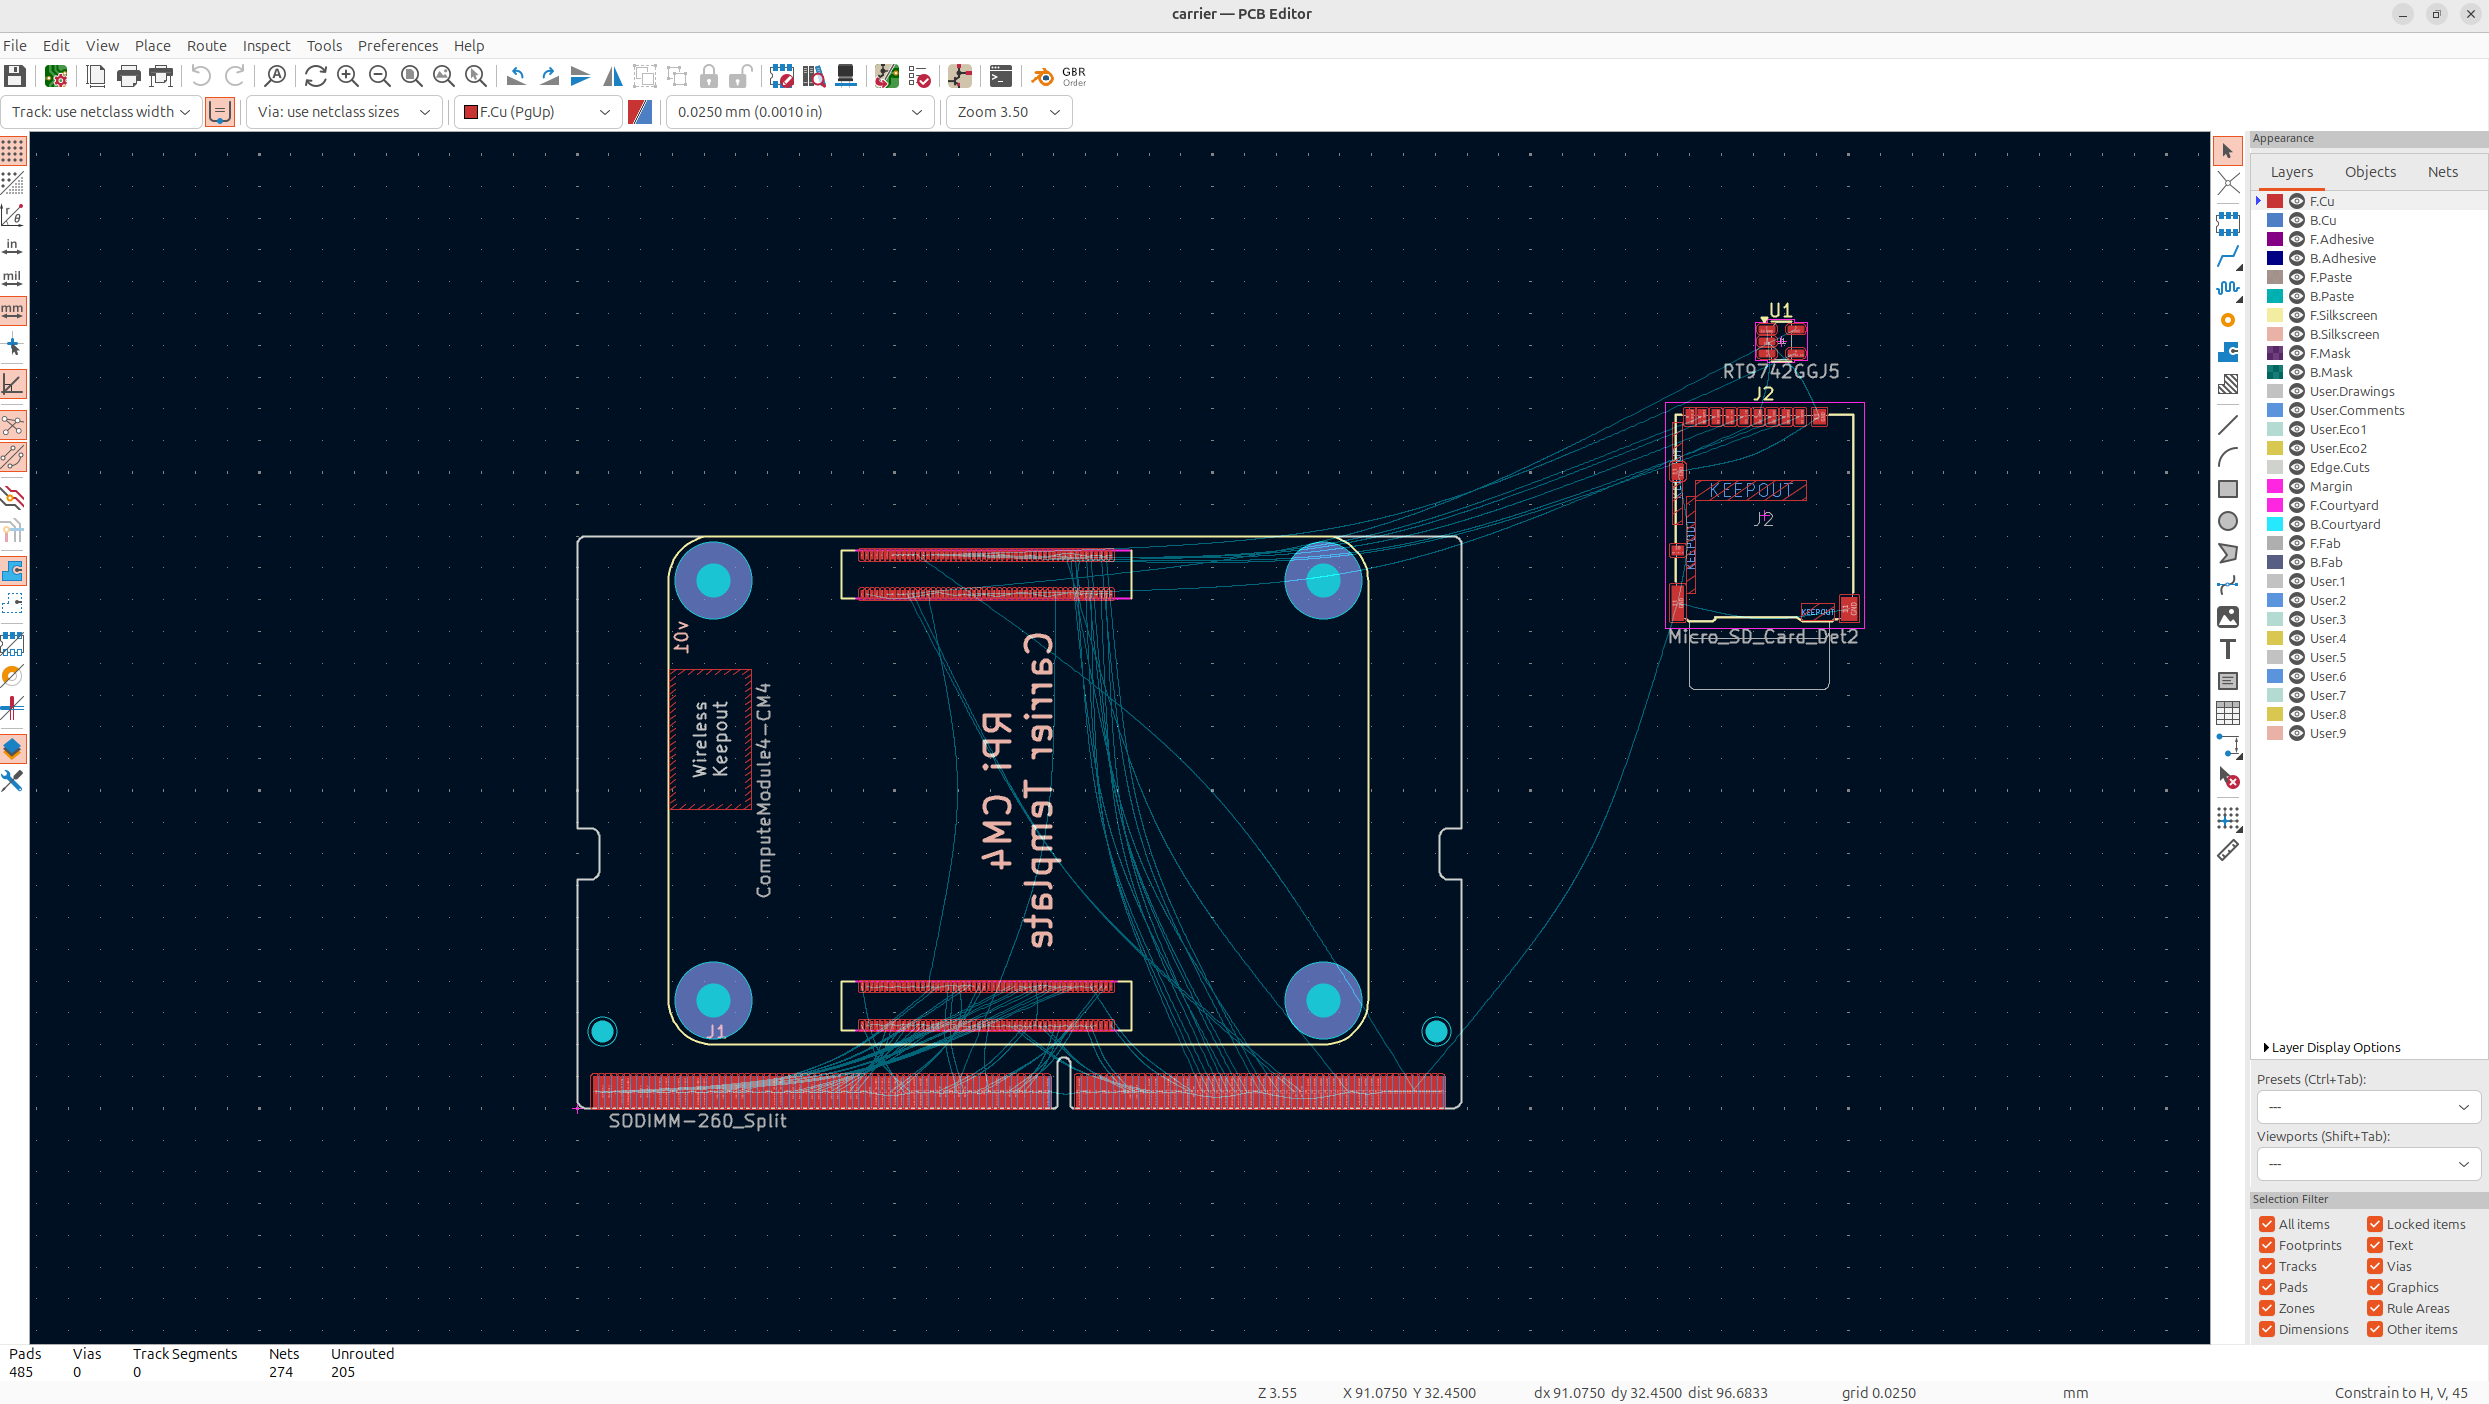 carrier — PCB Editor
File Edit View Place Route Inspect Tools Preferences Help
GBR
Order
Track: use netclass width
Via: use netclass sizes
F.Cu (PgUp)
0.0250 mm (0.0010 in)
Zoom 3.50
in
mil
mm
U1
RT9742GGJ5
J2
KEEPOUT
J2
KEEPOUT
KEEPOUT
Micro_SD_Card_Det2
v01
Wireless
Keepout
ComputeModule4-CM4
RPi CM4
Carrier Template
J1
SODIMM-260_Split
Appearance
Layers Objects Nets
F.Cu
B.Cu
F.Adhesive
B.Adhesive
F.Paste
B.Paste
F.Silkscreen
B.Silkscreen
F.Mask
B.Mask
User.Drawings
User.Comments
User.Eco1
User.Eco2
Edge.Cuts
Margin
F.Courtyard
B.Courtyard
F.Fab
B.Fab
User.1
User.2
User.3
User.4
User.5
User.6
User.7
User.8
User.9
Layer Display Options
Presets (Ctrl+Tab):
---
Viewports (Shift+Tab):
---
Selection Filter
All items Locked items
Footprints Text
Tracks Vias
Pads Graphics
Zones Rule Areas
Dimensions Other items
Pads Vias Track Segments Nets Unrouted
485 0 0 274 205
Z 3.55 X 91.0750 Y 32.4500 dx 91.0750 dy 32.4500 dist 96.6833 grid 0.0250 mm Constrain to H, V, 45